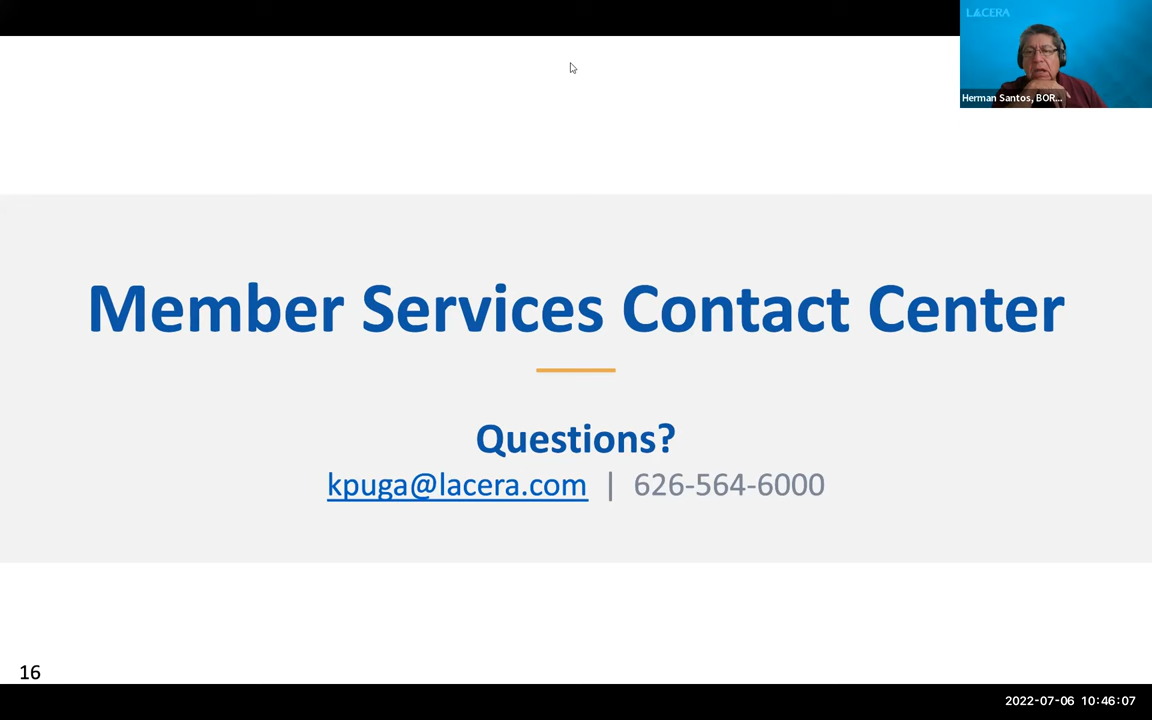 LACERA
Herman Santos, BOR...
Member Services Contact Center
Questions?
kpuga@lacera.com | 626-564-6000
16
2022-07-06 10:46:07